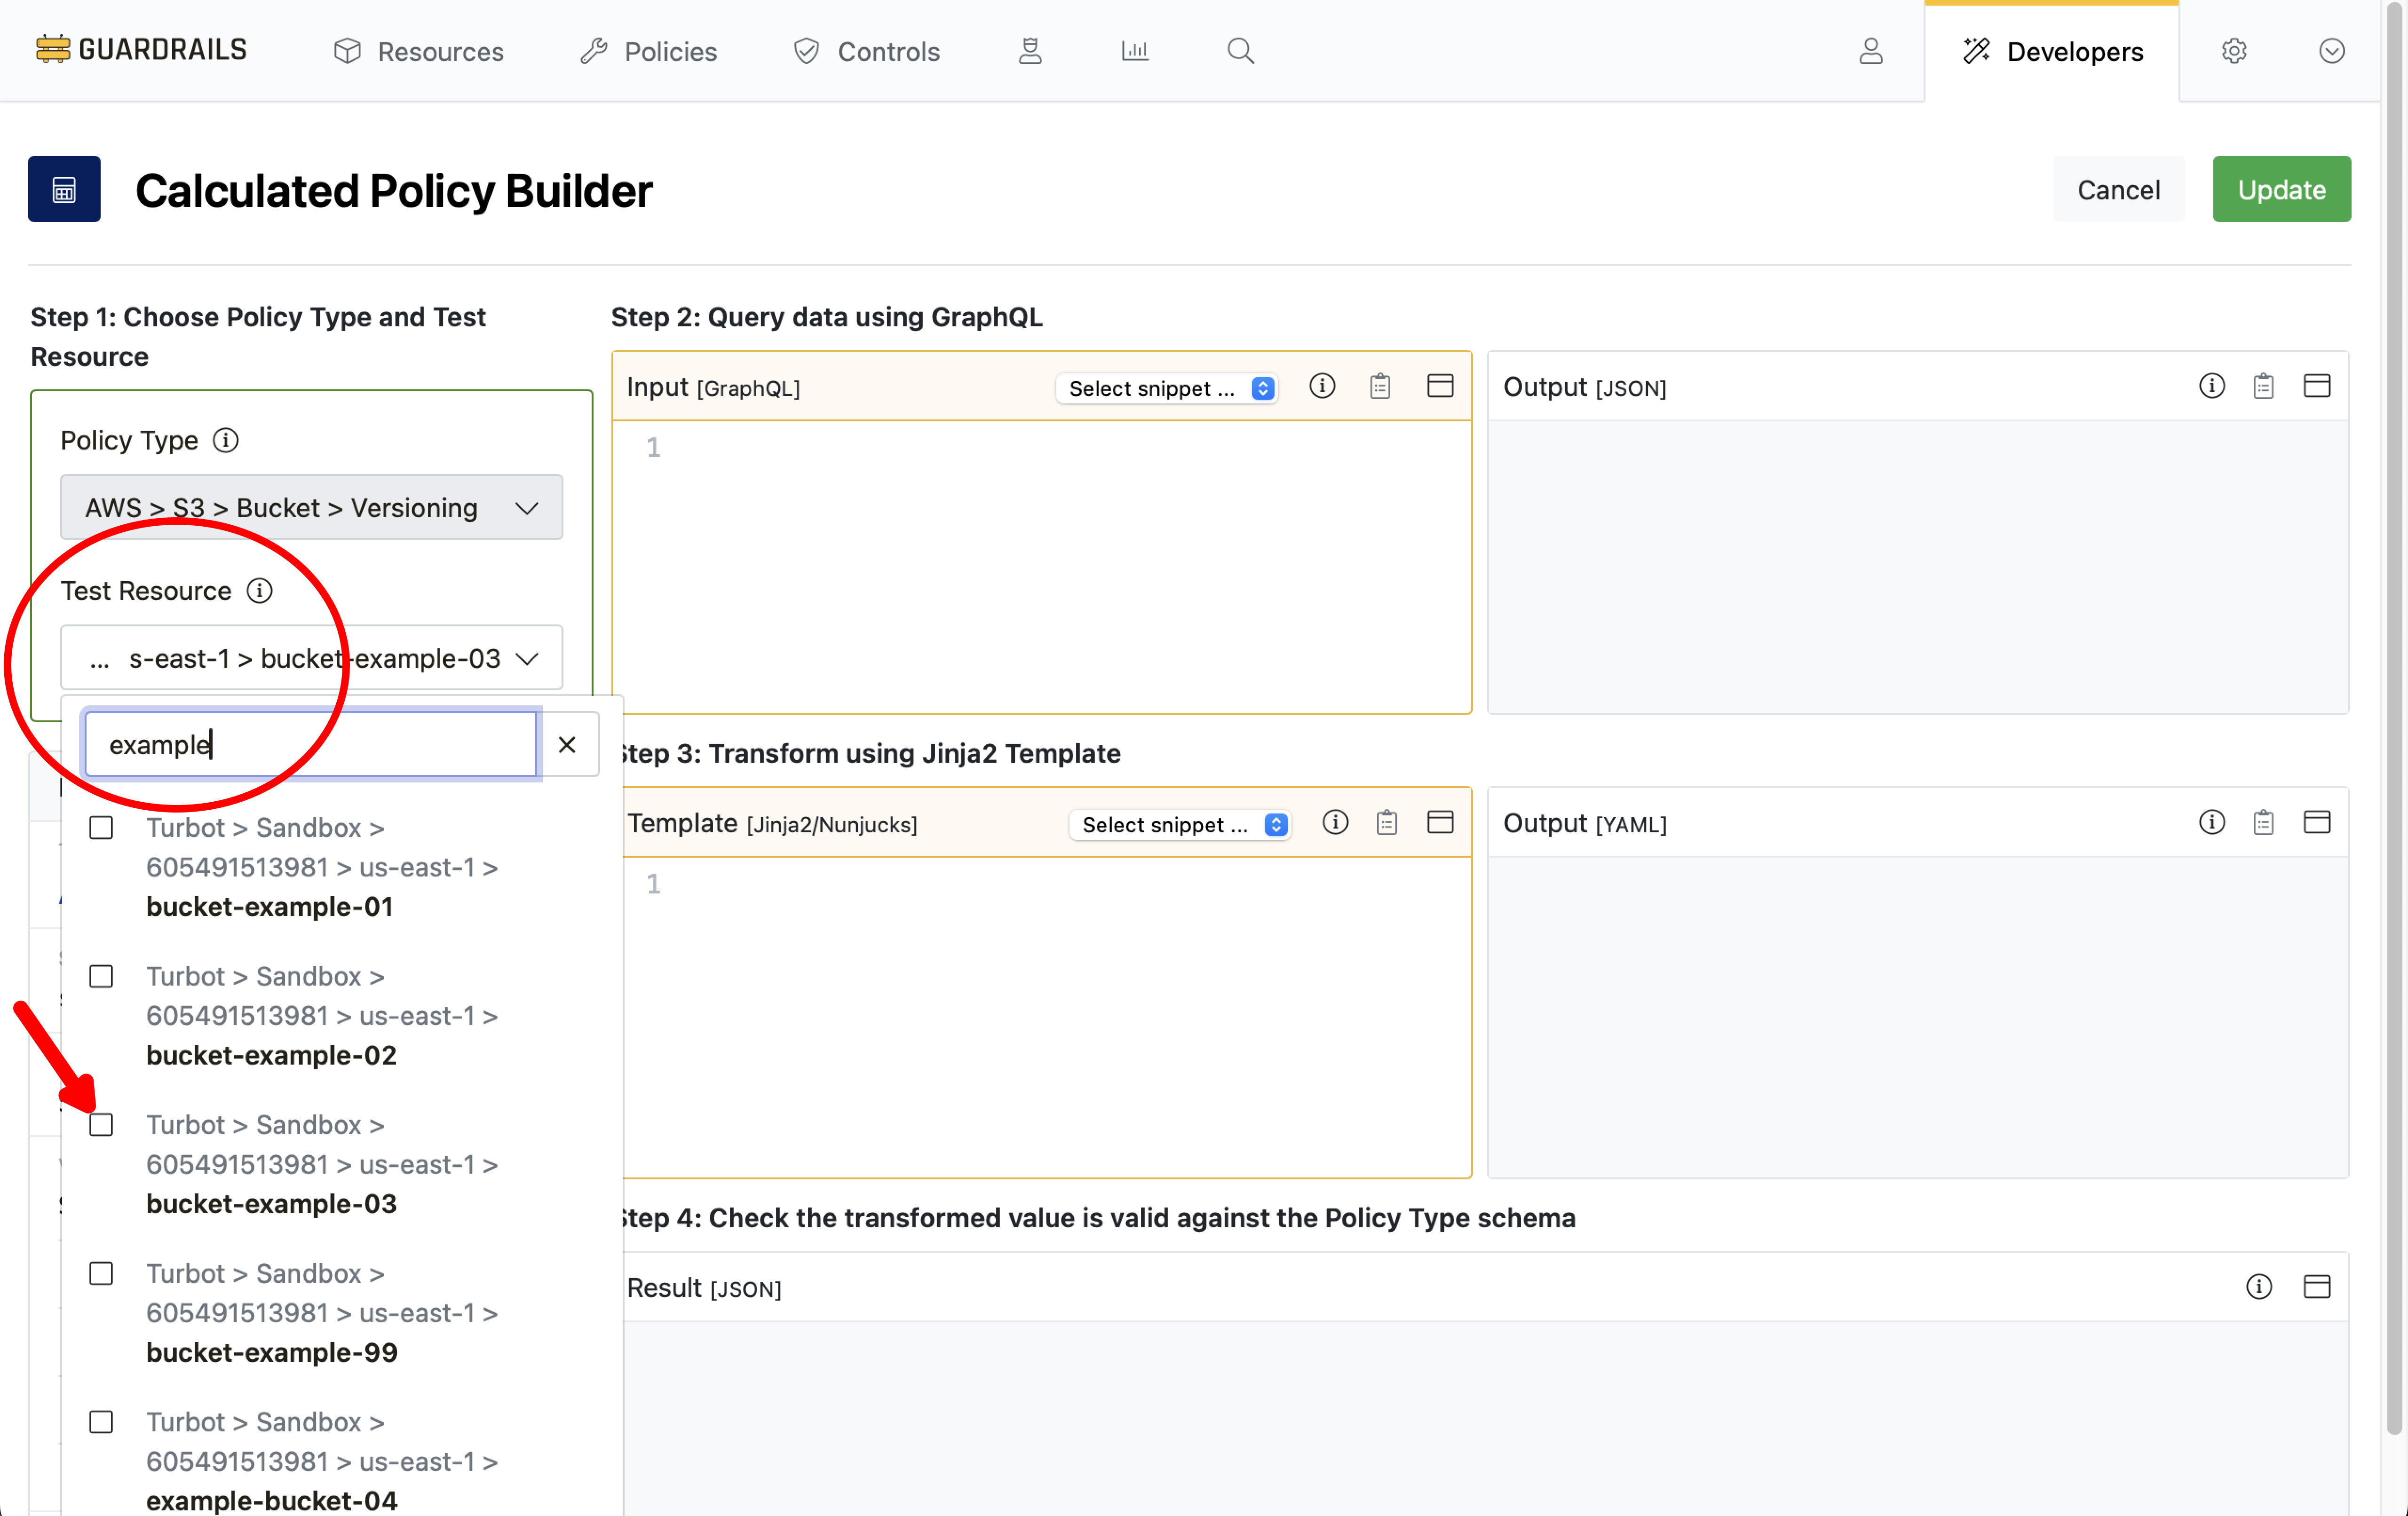 GUARDRAILS
Resources
Policies
Controls
Developers
Calculated Policy Builder
Cancel
Update
Step 1: Choose Policy Type and Test
Resource
Policy Type
AWS > S3 > Bucket > Versioning
Test Resource
... s-east-1 > bucket-example-03
example
Turbot > Sandbox >
605491513981 > us-east-1 >
bucket-example-01
Turbot > Sandbox >
605491513981 > us-east-1 >
bucket-example-02
Turbot > Sandbox >
605491513981 > us-east-1 >
bucket-example-03
Turbot > Sandbox >
605491513981 > us-east-1 >
bucket-example-99
Turbot > Sandbox >
605491513981 > us-east-1 >
example-bucket-04
Step 2: Query data using GraphQL
Input [GraphQL]
Select snippet ...
1
Output [JSON]
Step 3: Transform using Jinja2 Template
Template [Jinja2/Nunjucks]
Select snippet ...
1
Output [YAML]
Step 4: Check the transformed value is valid against the Policy Type schema
Result [JSON]